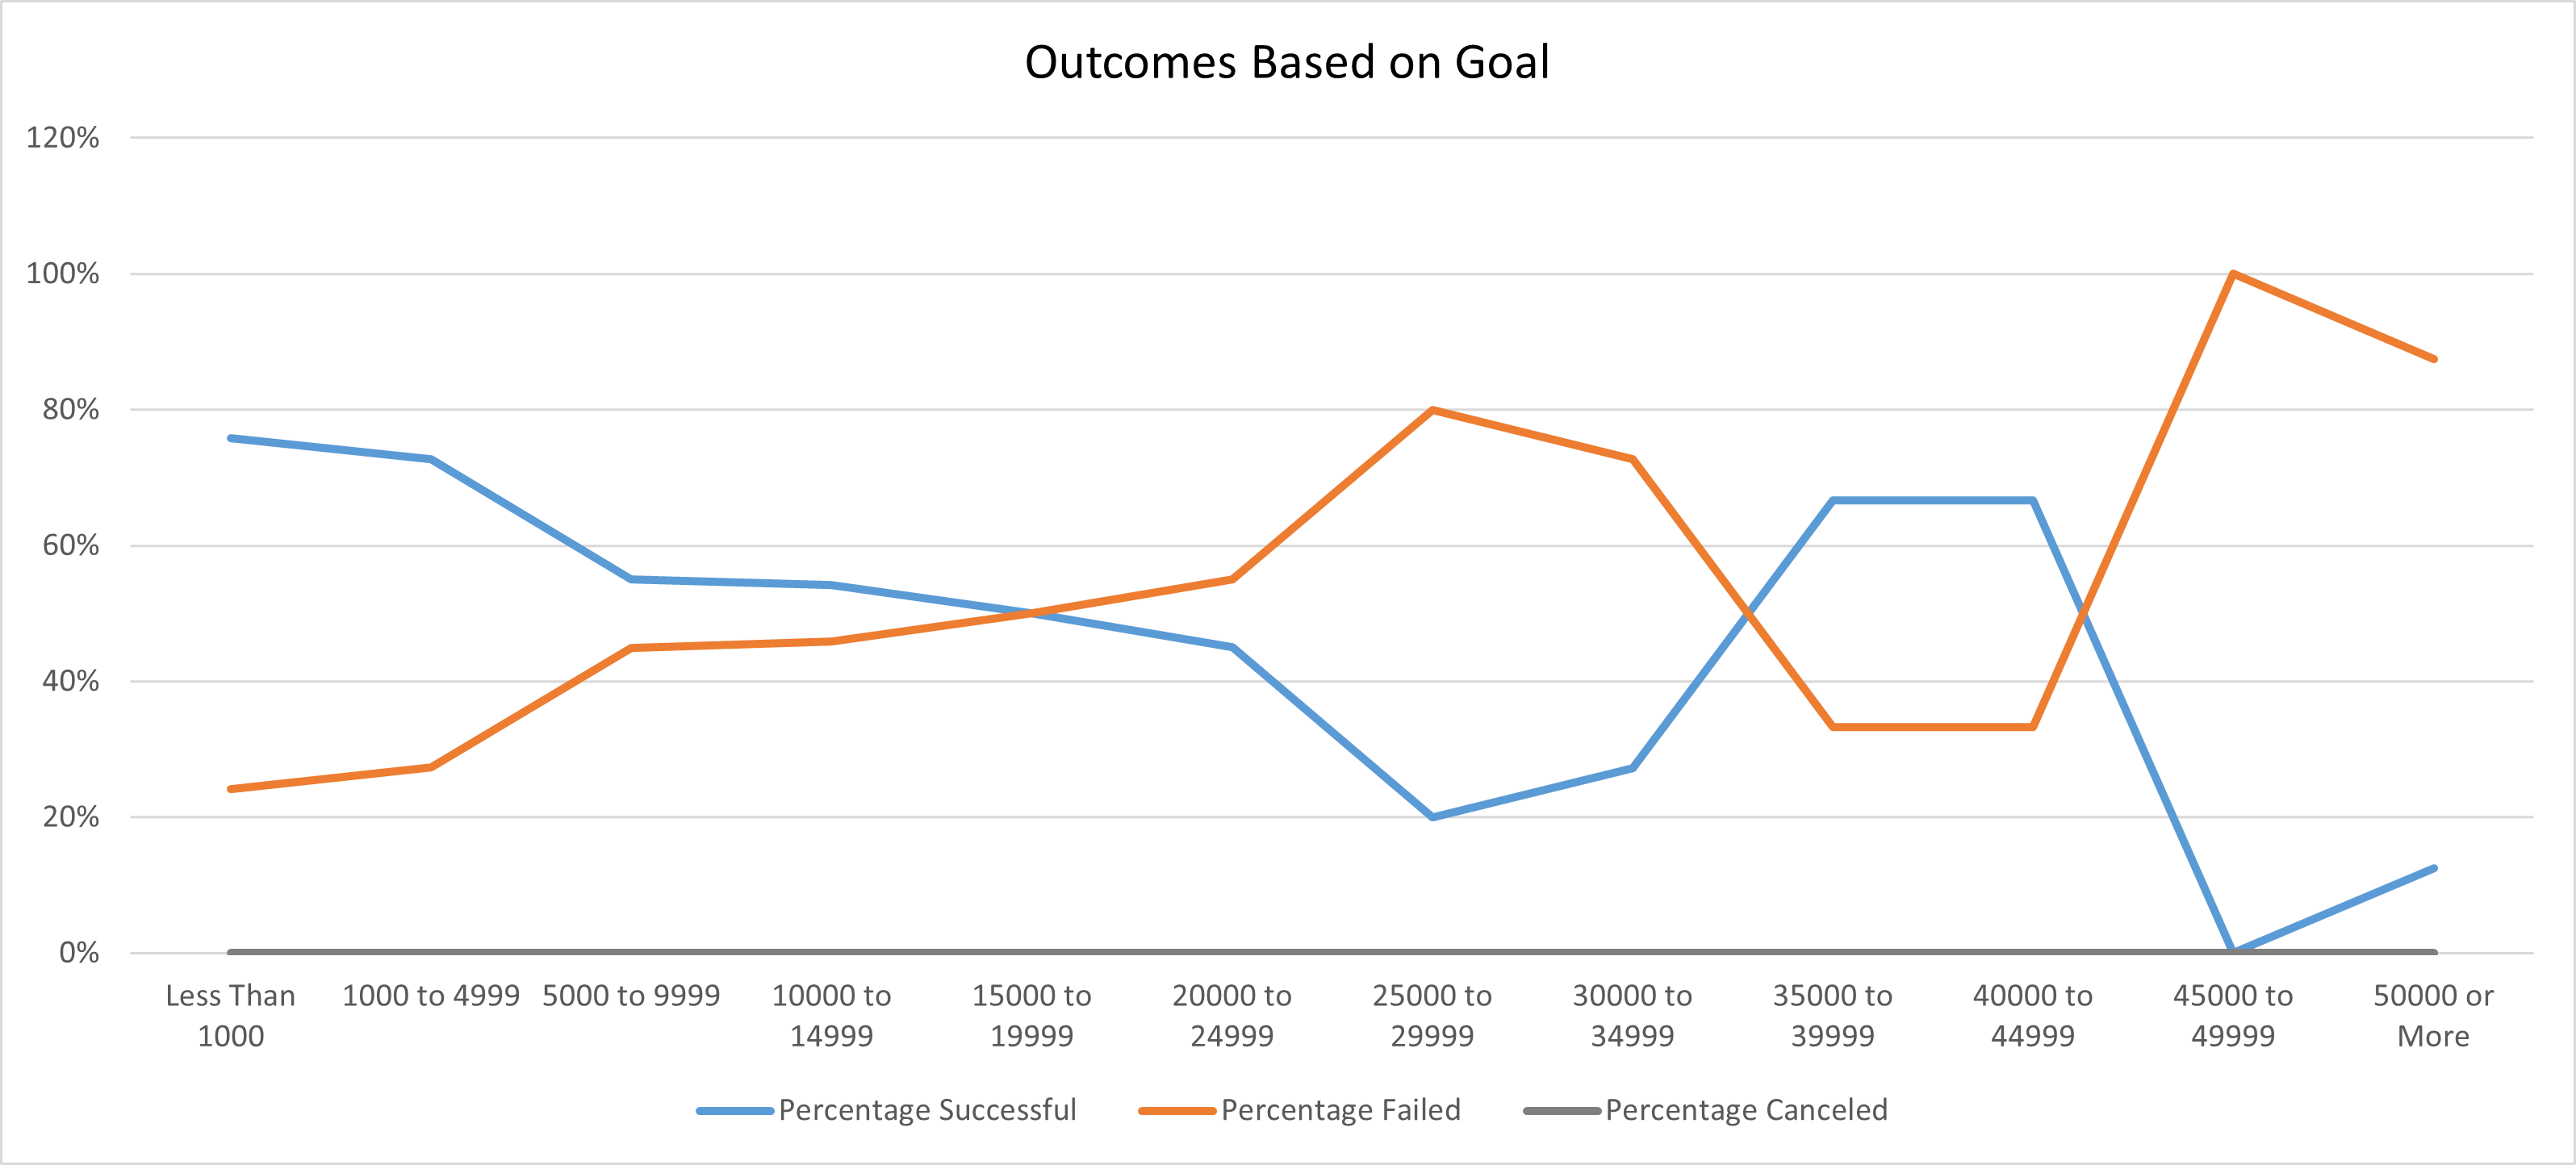 Outcomes Based on Goal
120%
100%
80%
60%
40%
20%
0%
Less Than
1000
1000 to 4999
5000 to 9999
10000 to
14999
15000 to
19999
20000 to
24999
25000 to
29999
30000 to
34999
35000 to
39999
40000 to
44999
45000 to
49999
50000 or
More
Percentage Successful
Percentage Failed
Percentage Canceled